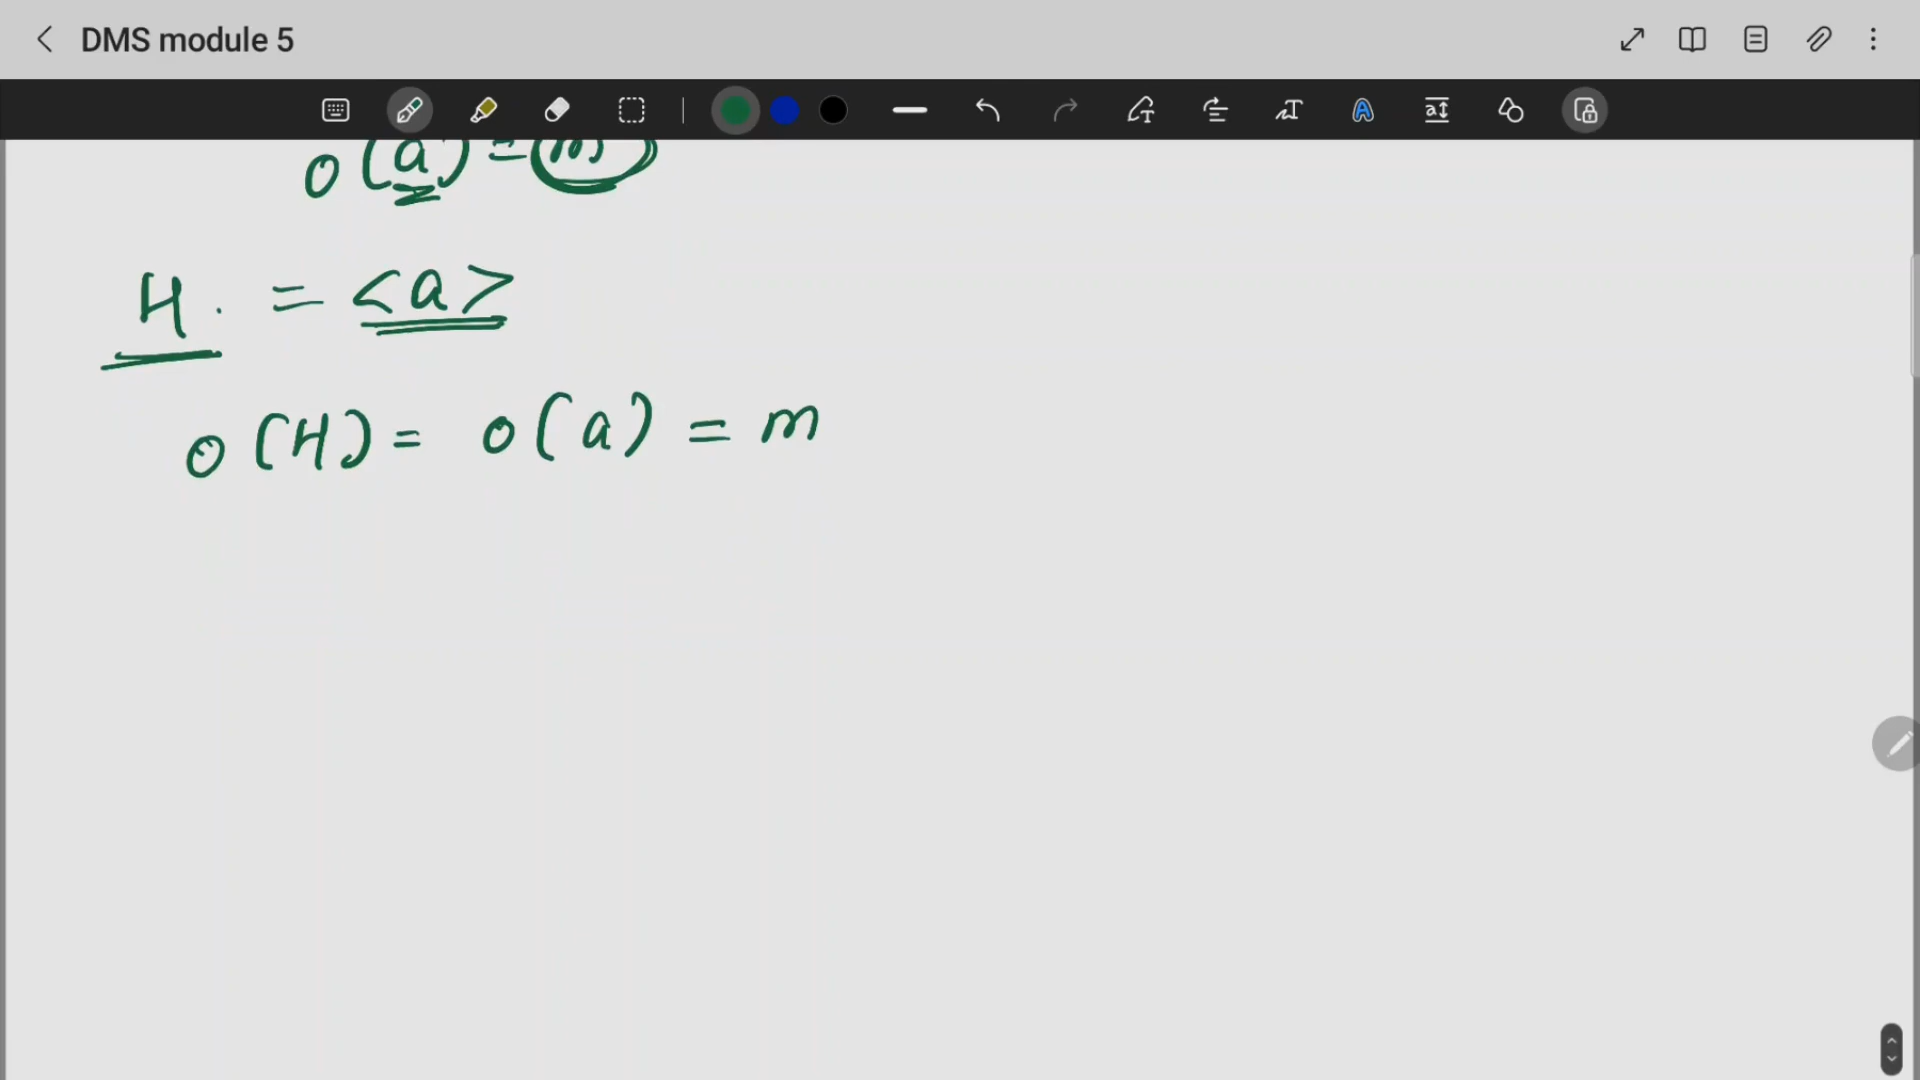 DMS module 5
o(a) = m
H. = <a>
o(H) = o(a) = m